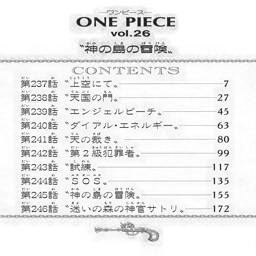 ワンピース
ONE PIECE
vol.26
〝神の島の冒険〟
CONTENTS
第237話〝上空にて〟 7
第238話〝天国の門〟 27
第239話〝エンジェルビーチ〟 45
第240話〝ダイアル・エネルギー〟 63
第241話〝天の裁き〟 80
第242話〝第2級犯罪者〟 99
第243話〝試練〟 117
第244話〝SOS〟 135
第245話〝神の島の冒険〟 155
第246話〝迷いの森の神官サトリ〟 172